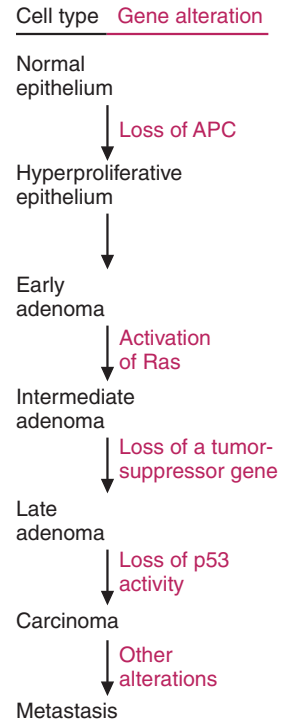 Cell type Gene alteration
Normal
epithelium
Loss of APC
Hyperproliferative
epithelium
Early
adenoma
Activation
of Ras
Intermediate
adenoma
Loss of a tumor-
suppressor gene
Late
adenoma
Loss of p53
activity
Carcinoma
Other
alterations
Metastasis